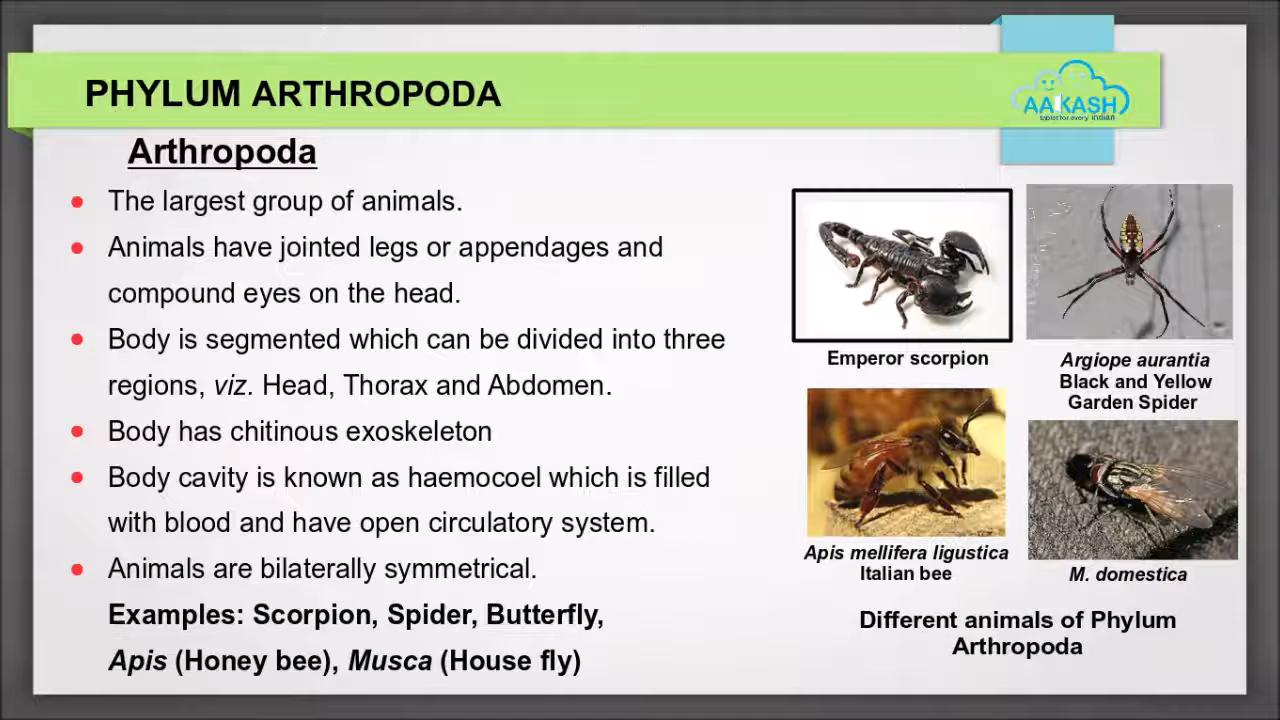 PHYLUM ARTHROPODA
AAKASH
tablet for every INDIAN
Arthropoda
The largest group of animals.
Animals have jointed legs or appendages and
compound eyes on the head.
Body is segmented which can be divided into three
regions, viz. Head, Thorax and Abdomen.
Body has chitinous exoskeleton
Body cavity is known as haemocoel which is filled
with blood and have open circulatory system.
Animals are bilaterally symmetrical.
Examples: Scorpion, Spider, Butterfly,
Apis (Honey bee), Musca (House fly)
Emperor scorpion
Argiope aurantia
Black and Yellow
Garden Spider
Apis mellifera ligustica
Italian bee
M. domestica
Different animals of Phylum
Arthropoda